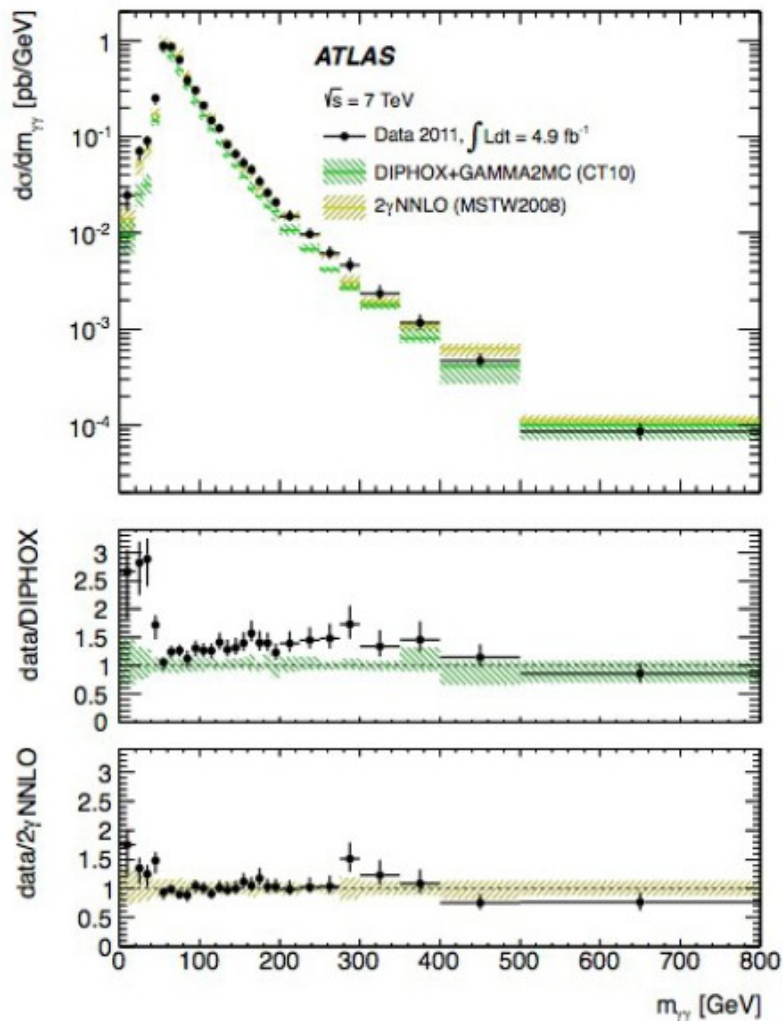 dσ/dm_γγ [pb/GeV]
1
10⁻¹
10⁻²
10⁻³
10⁻⁴
ATLAS
√s = 7 TeV
Data 2011, ∫ Ldt = 4.9 fb⁻¹
DIPHOX+GAMMA2MC (CT10)
2γNNLO (MSTW2008)
data/DIPHOX
3
2.5
2
1.5
1
0.5
0
data/2γNNLO
3
2.5
2
1.5
1
0.5
0
0 100 200 300 400 500 600 700 800
m_γγ [GeV]